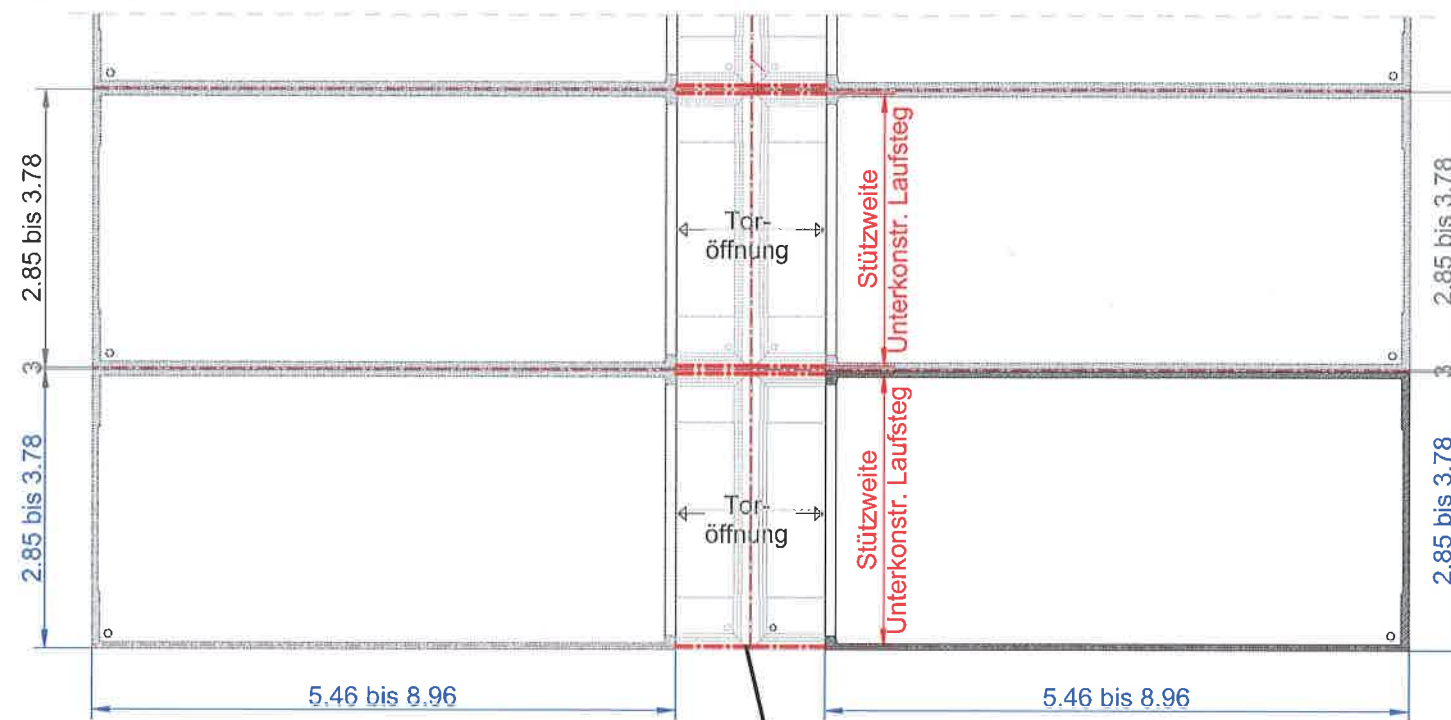 2.85 bis 3.78
Tor-
öffnung
Stützweite
Unterkonstr. Laufsteg
2.85 bis 3.78
3
3
2.85 bis 3.78
Tor-
öffnung
Stützweite
Unterkonstr. Laufsteg
2.85 bis 3.78
5.46 bis 8.96
5.46 bis 8.96